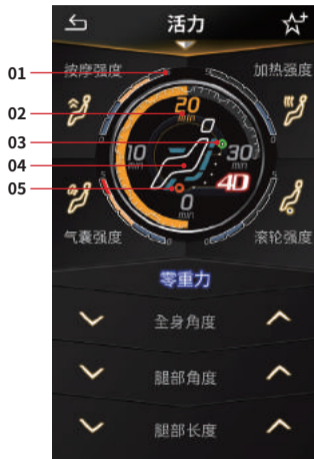 活力
01
按摩强度
加热强度
02
20
min
03
10
min
30
min
04
40
05
0
min
气囊强度
滚轮强度
零重力
全身角度
腿部角度
腿部长度